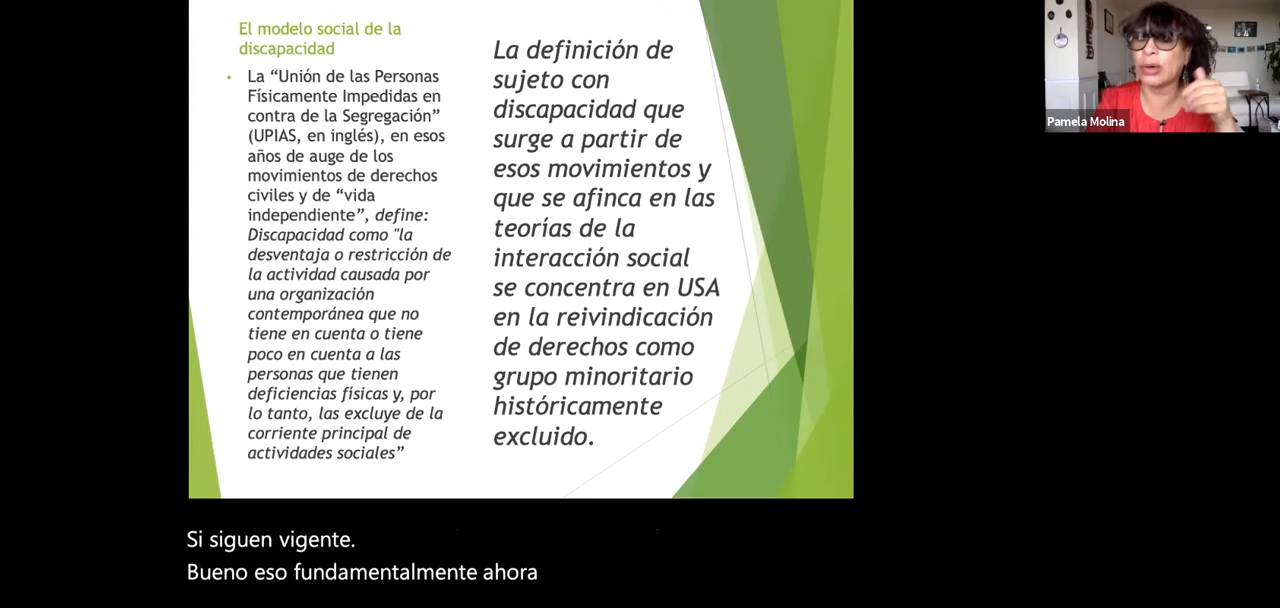 El modelo social de la
discapacidad
La “Unión de las Personas
Físicamente Impedidas en
contra de la Segregación”
(UPIAS, en inglés), en esos
años de auge de los
movimientos de derechos
civiles y de “vida
independiente”, define:
Discapacidad como "la
desventaja o restricción de
la actividad causada por
una organización
contemporánea que no
tiene en cuenta o tiene
poco en cuenta a las
personas que tienen
deficiencias físicas y, por
lo tanto, las excluye de la
corriente principal de
actividades sociales”
La definición de
sujeto con
discapacidad que
surge a partir de
esos movimientos y
que se afinca en las
teorías de la
interacción social
se concentra en USA
en la reivindicación
de derechos como
grupo minoritario
históricamente
excluido.
Pamela Molina
Si siguen vigente.
Bueno eso fundamentalmente ahora